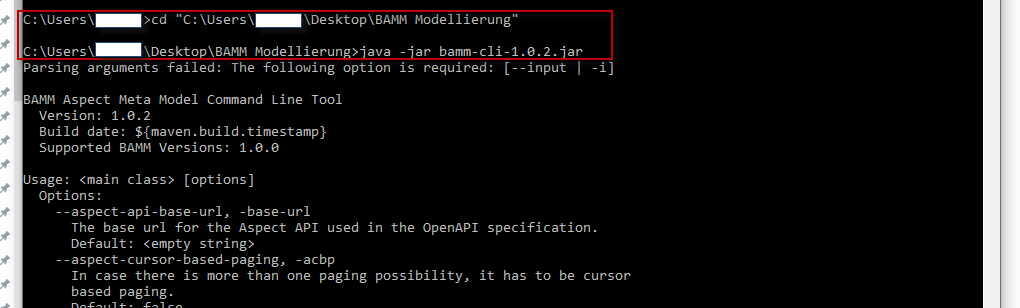 C:\Users\      >cd "C:\Users\      \Desktop\BAMM Modellierung"
C:\Users\      \Desktop\BAMM Modellierung>java -jar bamm-cli-1.0.2.jar
Parsing arguments failed: The following option is required: [--input | -i]
BAMM Aspect Meta Model Command Line Tool
Version: 1.0.2
Build date: ${maven.build.timestamp}
Supported BAMM Versions: 1.0.0
Usage: <main class> [options]
Options:
--aspect-api-base-url, -base-url
The base url for the Aspect API used in the OpenAPI specification.
Default: <empty string>
--aspect-cursor-based-paging, -acbp
In case there is more than one paging possibility, it has to be cursor
based paging.
Default: false